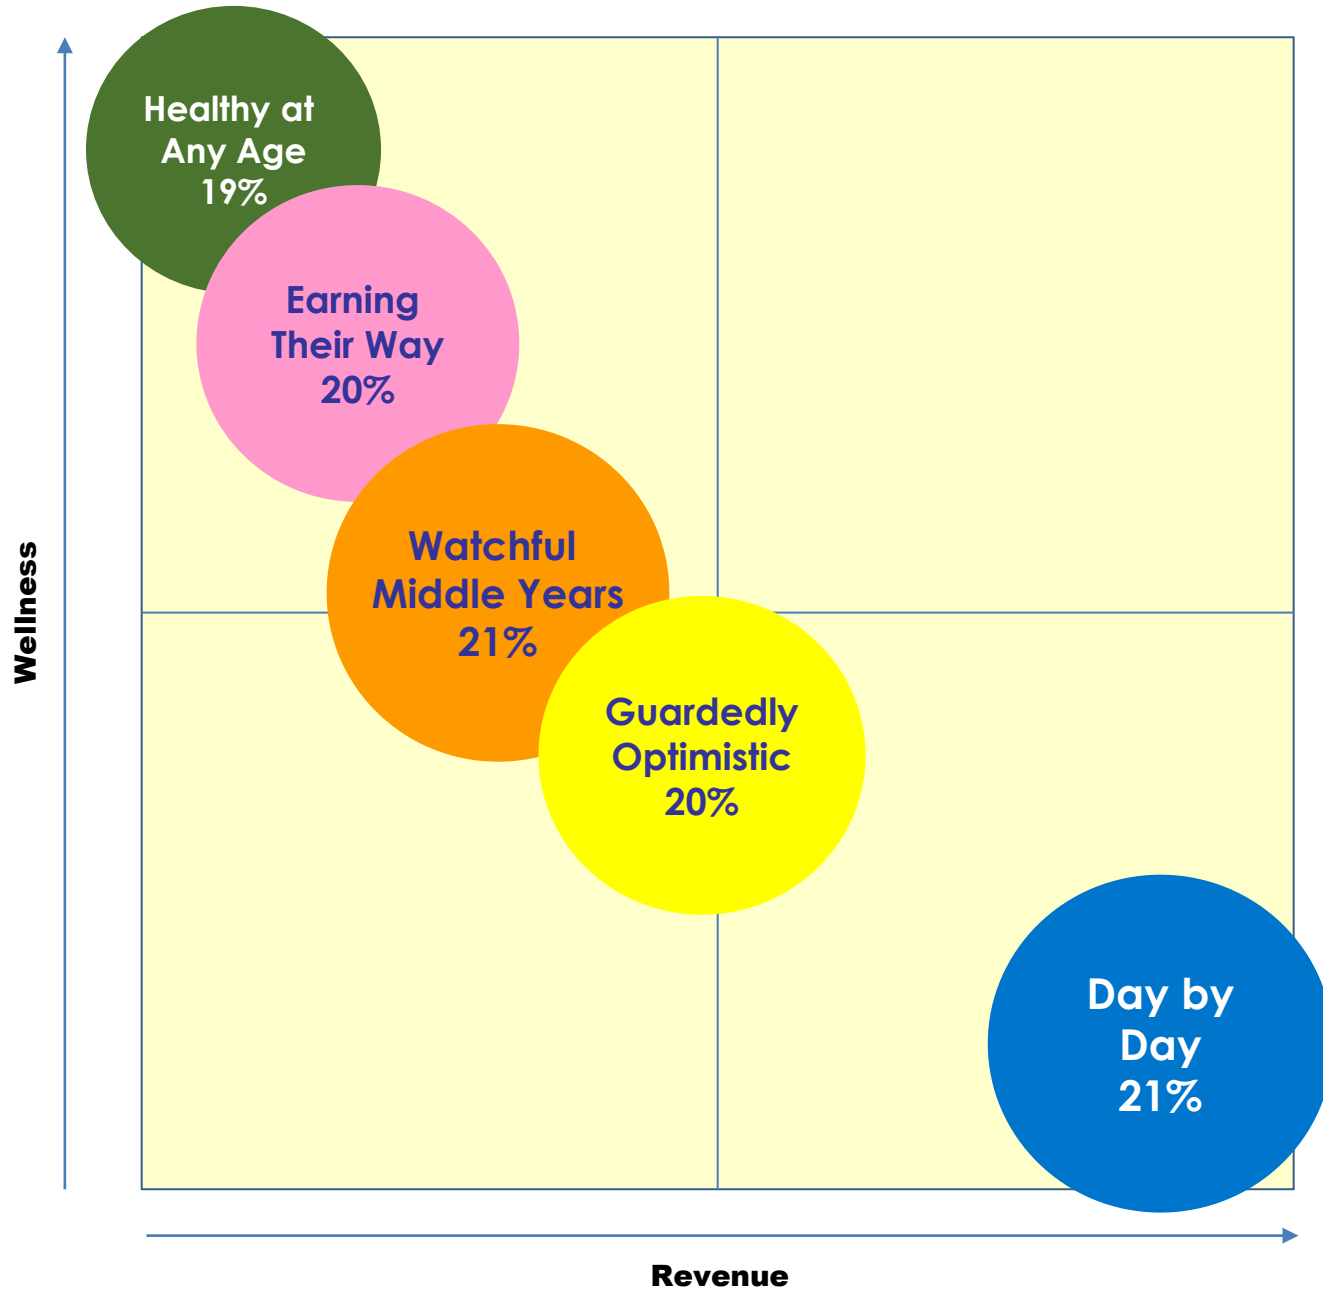 Healthy at
Any Age
19%
Earning
Their Way
20%
Watchful
Middle Years
21%
Guardedly
Optimistic
20%
Day by
Day
21%
Wellness
Revenue